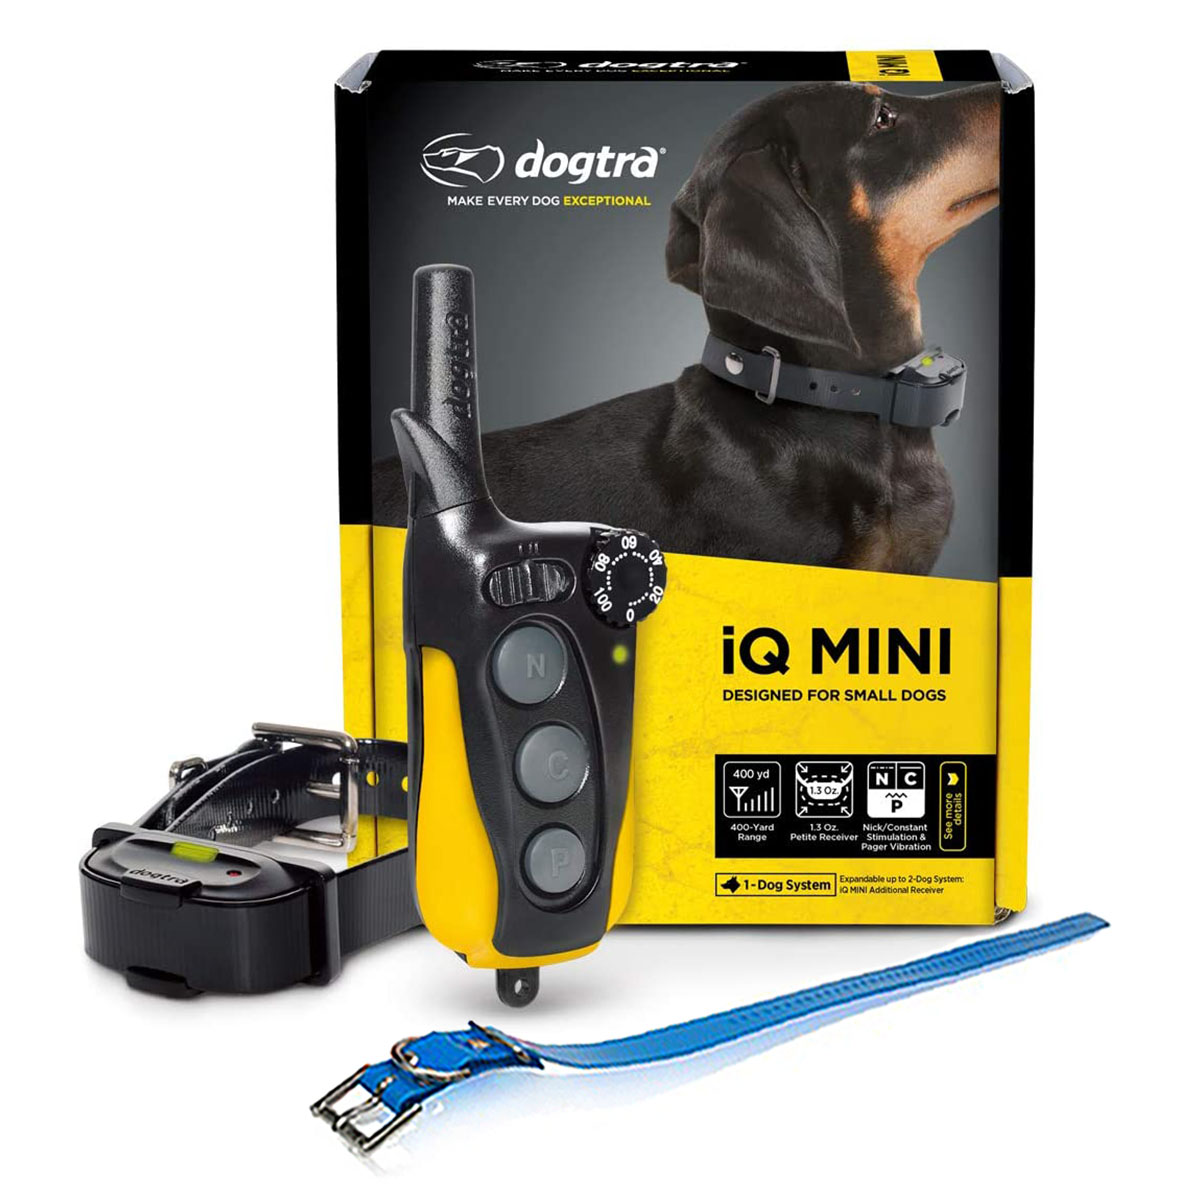 dogtra®
MAKE EVERY DOG EXCEPTIONAL
iQ MINI
dogtra®
MAKE EVERY DOG EXCEPTIONAL
dogtra
100 80 60 40 20 0
I II
N
C
P
dogtra
iQ MINI
DESIGNED FOR SMALL DOGS
400 yd
400-Yard
Range
1.3 Oz.
1.3 Oz.
Petite Receiver
N C
P
Nick/Constant
Stimulation &
Pager Vibration
See more
details
1-Dog System
Expandable up to 2-Dog System:
iQ MINI Additional Receiver